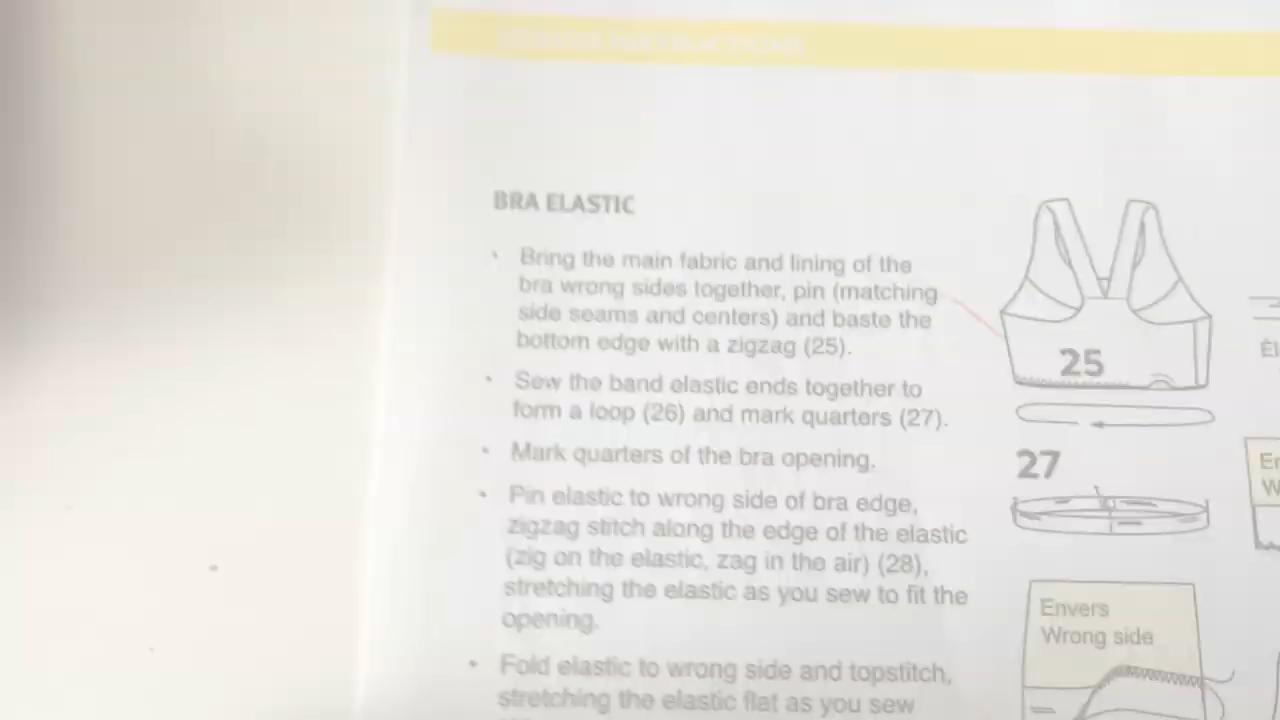 SEWING INSTRUCTIONS
BRA ELASTIC
• Bring the main fabric and lining of the
bra wrong sides together, pin (matching
side seams and centers) and baste the
bottom edge with a zigzag (25).
• Sew the band elastic ends together to
form a loop (26) and mark quarters (27).
• Mark quarters of the bra opening.
• Pin elastic to wrong side of bra edge,
zigzag stitch along the edge of the elastic
(zig on the elastic, zag in the air) (28),
stretching the elastic as you sew to fit the
opening.
• Fold elastic to wrong side and topstitch,
stretching the elastic flat as you sew
25
27
Envers
Wrong side